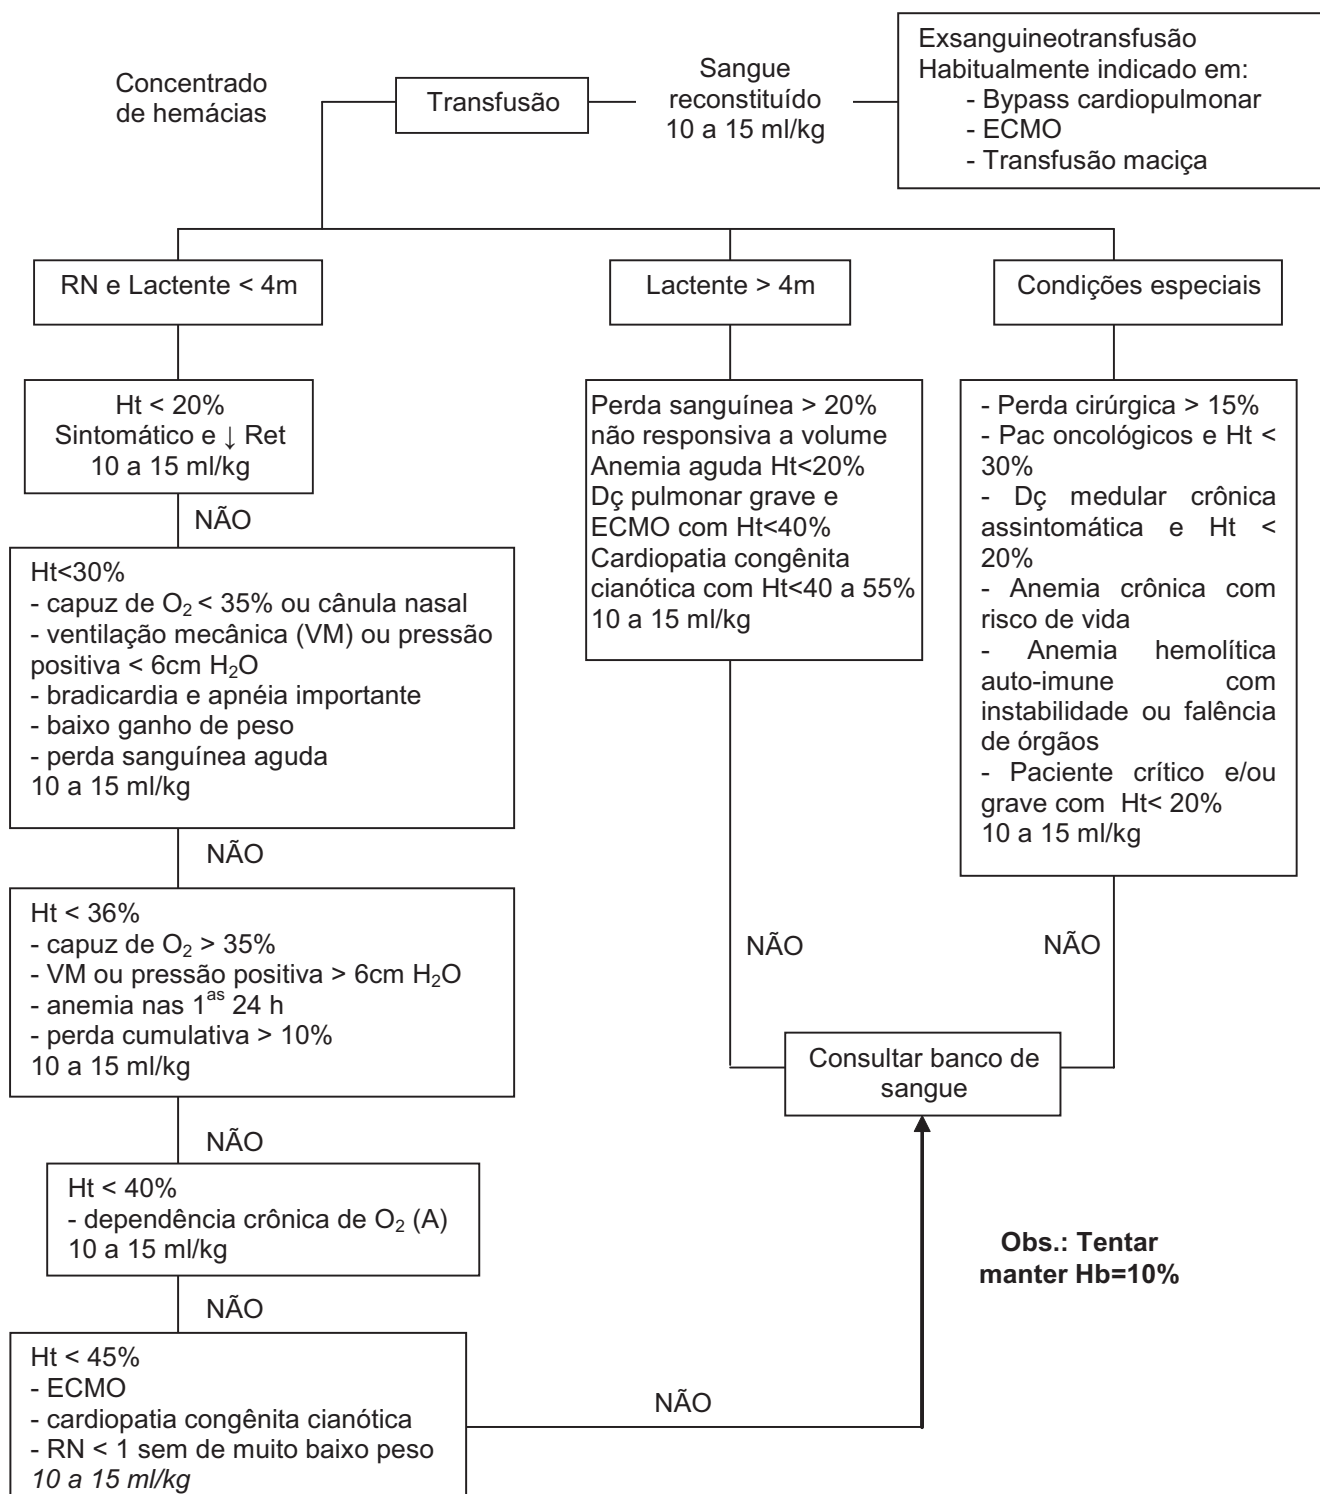 Concentrado
de hemácias
Transfusão
Sangue
reconstituído
10 a 15 ml/kg
Exsanguineotransfusão
Habitualmente indicado em:
- Bypass cardiopulmonar
- ECMO
- Transfusão maciça
RN e Lactente < 4m
Lactente > 4m
Condições especiais
Ht < 20%
Sintomático e ↓ Ret
10 a 15 ml/kg
NÃO
Ht<30%
- capuz de O₂ < 35% ou cânula nasal
- ventilação mecânica (VM) ou pressão
positiva < 6cm H₂O
- bradicardia e apnéia importante
- baixo ganho de peso
- perda sanguínea aguda
10 a 15 ml/kg
NÃO
Ht < 36%
- capuz de O₂ > 35%
- VM ou pressão positiva > 6cm H₂O
- anemia nas 1ᵃˢ 24 h
- perda cumulativa > 10%
10 a 15 ml/kg
NÃO
Ht < 40%
- dependência crônica de O₂ (A)
10 a 15 ml/kg
NÃO
Ht < 45%
- ECMO
- cardiopatia congênita cianótica
- RN < 1 sem de muito baixo peso
10 a 15 ml/kg
NÃO
Perda sanguínea > 20%
não responsiva a volume
Anemia aguda Ht<20%
Dç pulmonar grave e
ECMO com Ht<40%
Cardiopatia congênita
cianótica com Ht<40 a 55%
10 a 15 ml/kg
NÃO
- Perda cirúrgica > 15%
- Pac oncológicos e Ht <
30%
- Dç medular crônica
assintomática e Ht <
20%
- Anemia crônica com
risco de vida
- Anemia hemolítica
auto-imune com
instabilidade ou falência
de órgãos
- Paciente crítico e/ou
grave com Ht< 20%
10 a 15 ml/kg
NÃO
Consultar banco de
sangue
Obs.: Tentar
manter Hb=10%